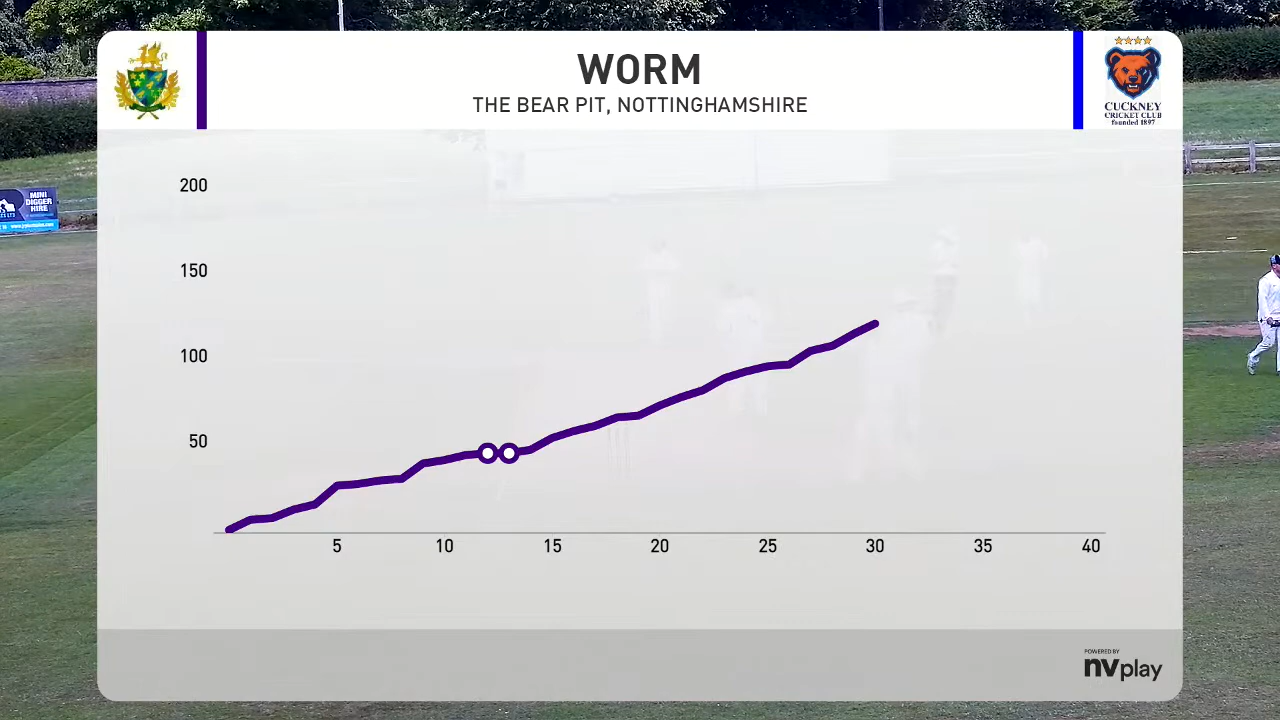 WORM
THE BEAR PIT, NOTTINGHAMSHIRE
CUCKNEY
CRICKET CLUB
founded 1897
200
150
100
50
5 10 15 20 25 30 35 40
MINI
DIGGER
HIRE
POWERED BY
nvplay